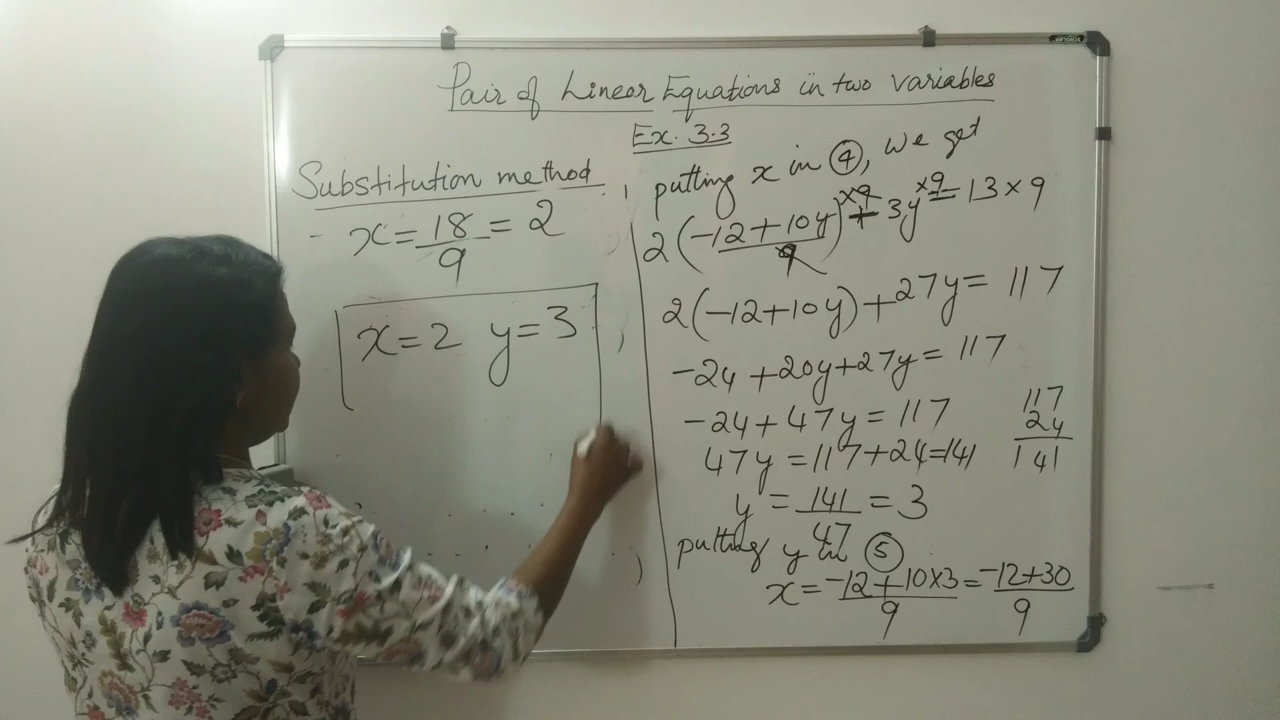 Pair of Linear Equations in two variables
Ex. 3.3
Substitution method
x = 18/9 = 2
x=2 y=3
putting x in ④, we get
2(-12+10y/9)×9 + 3y×9 = 13×9
2(-12+10y)+27y= 117
-24 +20y+27y= 117
-24+47y= 117
47y =117+24=141
117
24
141
y = 141/47 = 3
putting y in ⑤
x = -12+10×3/9 = -12+30/9